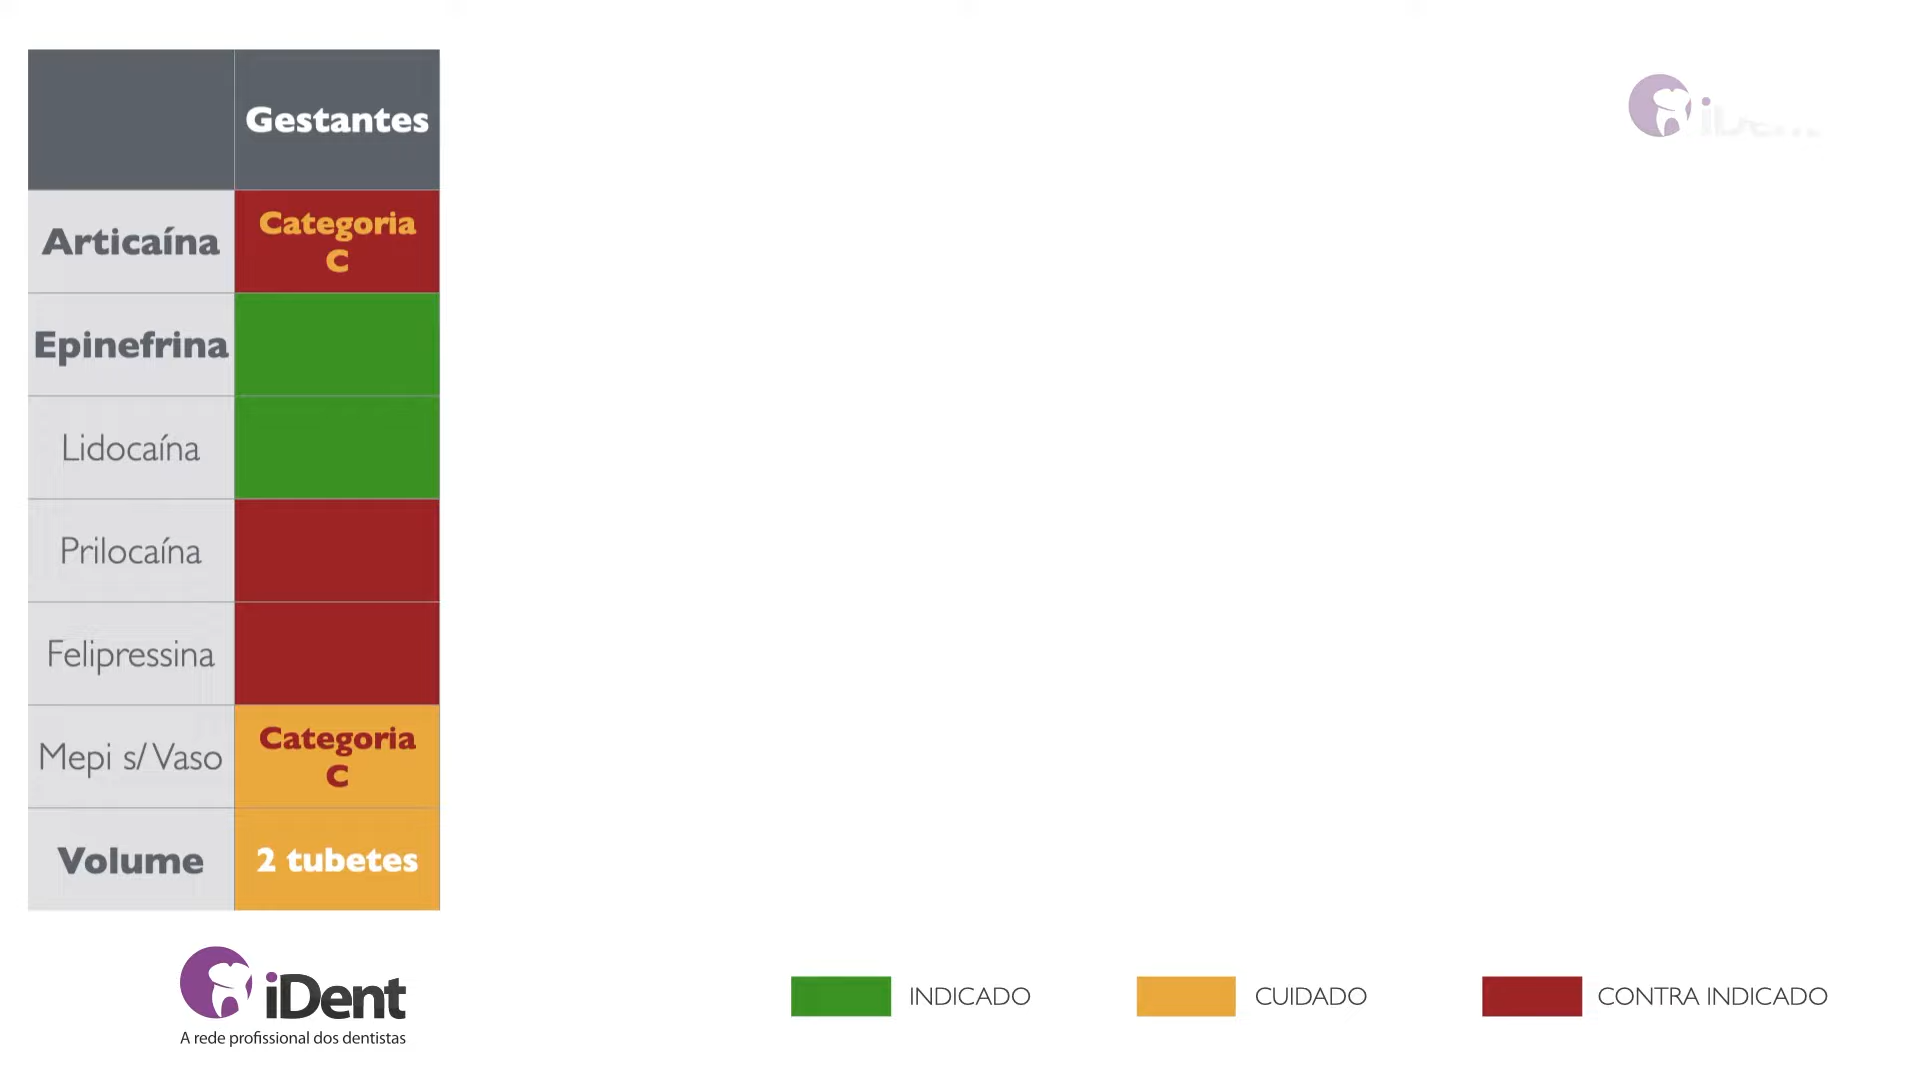 Gestantes
iDent
Articaína
Categoria
C
Epinefrina
Lidocaína
Prilocaína
Felipressina
Mepi s/ Vaso
Categoria
C
Volume
2 tubetes
iDent
A rede profissional dos dentistas
INDICADO
CUIDADO
CONTRA INDICADO